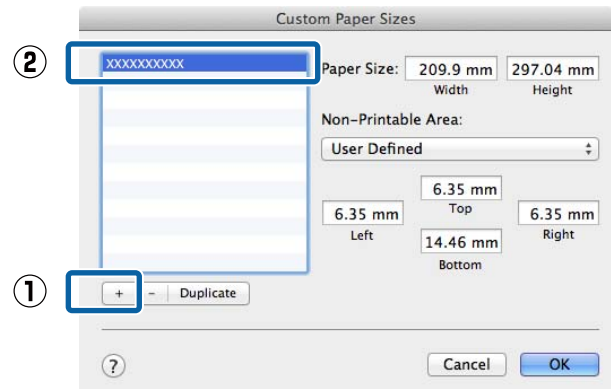 Custom Paper Sizes
②
XXXXXXXXXX
Paper Size: 209.9 mm 297.04 mm
Width Height
Non-Printable Area:
User Defined
6.35 mm
Top
6.35 mm 6.35 mm
Left Right
14.46 mm
Bottom
①
+ - Duplicate
? Cancel OK